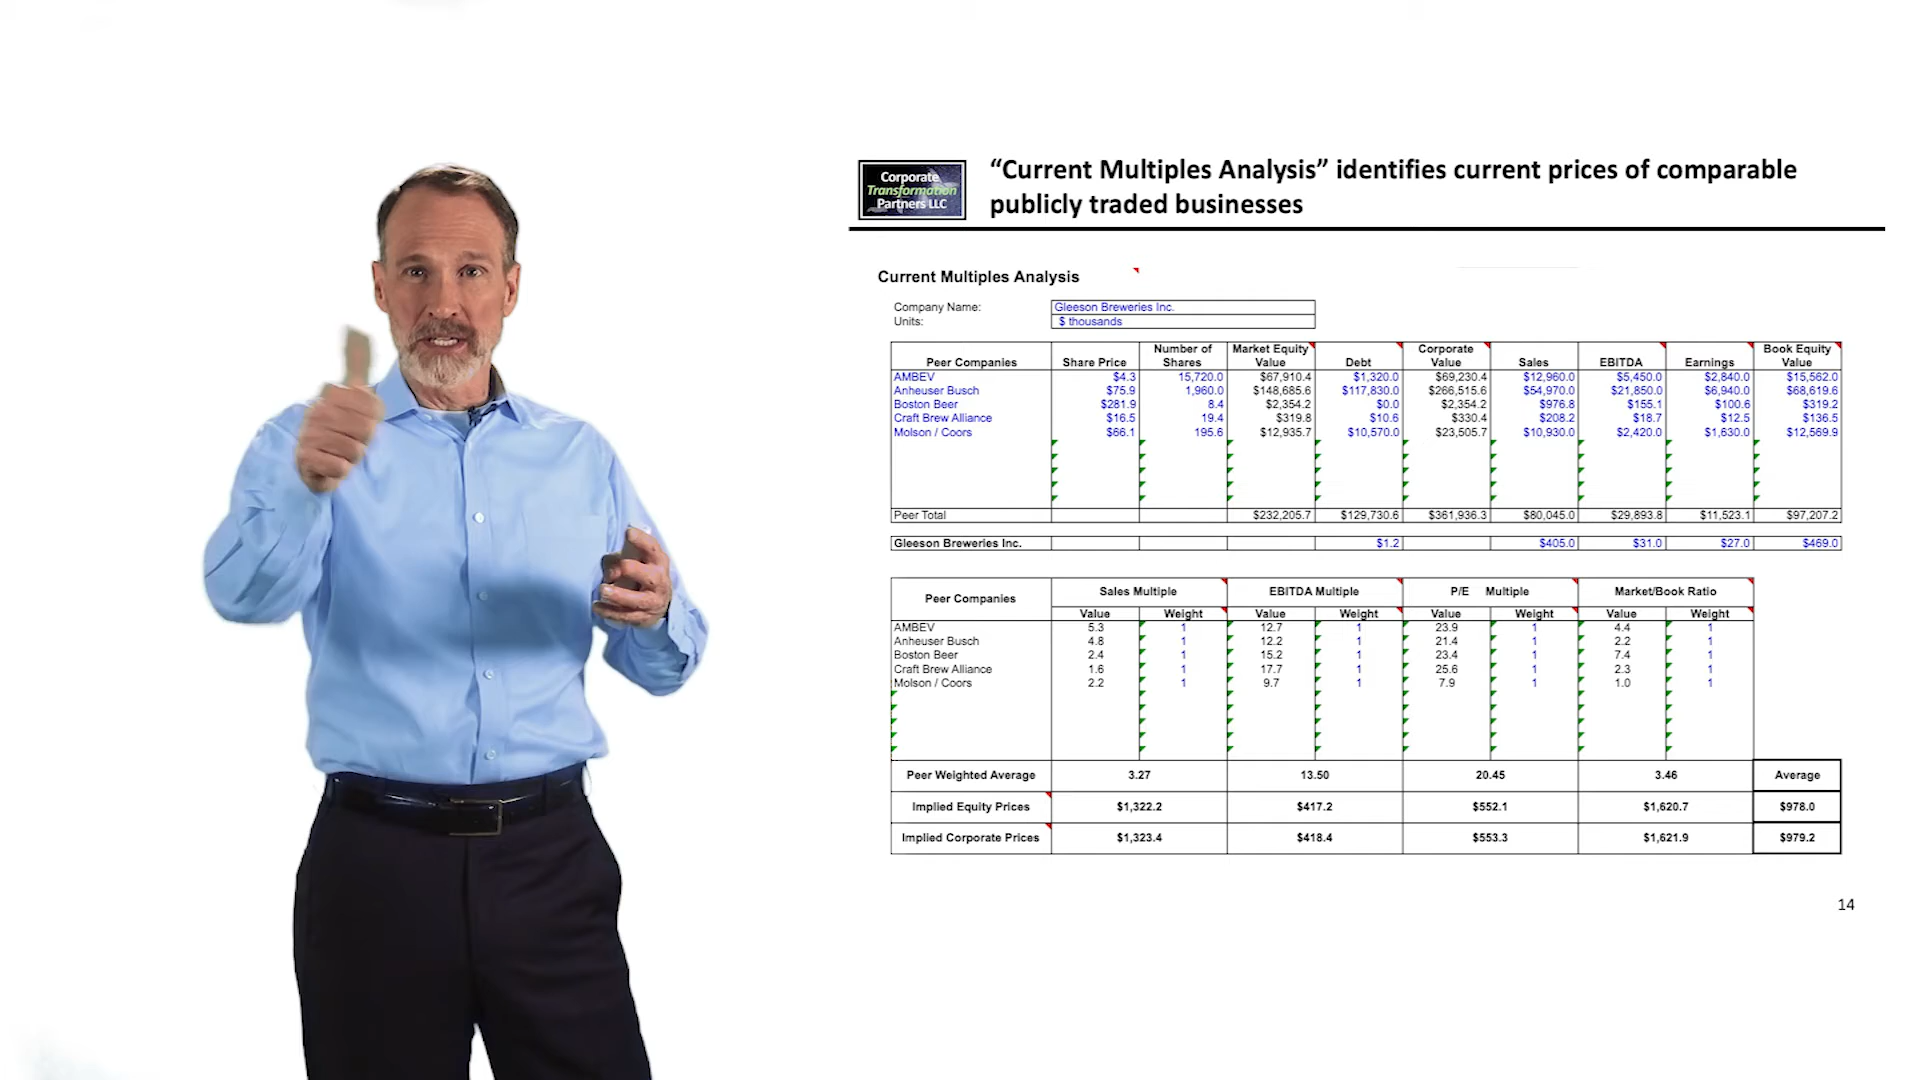 Corporate
Transformation
Partners LLC
“Current Multiples Analysis” identifies current prices of comparable
publicly traded businesses
Current Multiples Analysis
Company Name: Gleeson Breweries Inc.
Units: $ thousands
Peer Companies Share Price Number of Shares Market Equity Value Debt Corporate Value Sales EBITDA Earnings Book Equity Value
AMBEV $4.3 15,720.0 $67,910.4 $1,320.0 $69,230.4 $12,960.0 $5,450.0 $2,840.0 $15,562.0
Anheuser Busch $75.9 1,960.0 $148,685.6 $117,830.0 $266,515.6 $54,970.0 $21,850.0 $6,940.0 $68,619.6
Boston Beer $281.9 8.4 $2,354.2 $0.0 $2,354.2 $976.8 $155.1 $100.6 $319.2
Craft Brew Alliance $16.5 19.4 $319.8 $10.6 $330.4 $208.2 $18.7 $12.5 $136.5
Molson / Coors $66.1 195.6 $12,935.7 $10,570.0 $23,505.7 $10,930.0 $2,420.0 $1,630.0 $12,569.9
Peer Total $232,205.7 $129,730.6 $361,936.3 $80,045.0 $29,893.8 $11,523.1 $97,207.2
Gleeson Breweries Inc. $1.2 $405.0 $31.0 $27.0 $469.0
Peer Companies Sales Multiple EBITDA Multiple P/E Multiple Market/Book Ratio
Value Weight Value Weight Value Weight Value Weight
AMBEV 5.3 1 12.7 1 23.9 1 4.4 1
Anheuser Busch 4.8 1 12.2 1 21.4 1 2.2 1
Boston Beer 2.4 1 15.2 1 23.4 1 7.4 1
Craft Brew Alliance 1.6 1 17.7 1 25.6 1 2.3 1
Molson / Coors 2.2 1 9.7 1 7.9 1 1.0 1
Peer Weighted Average 3.27 13.50 20.45 3.46 Average
Implied Equity Prices $1,322.2 $417.2 $552.1 $1,620.7 $978.0
Implied Corporate Prices $1,323.4 $418.4 $553.3 $1,621.9 $979.2
14